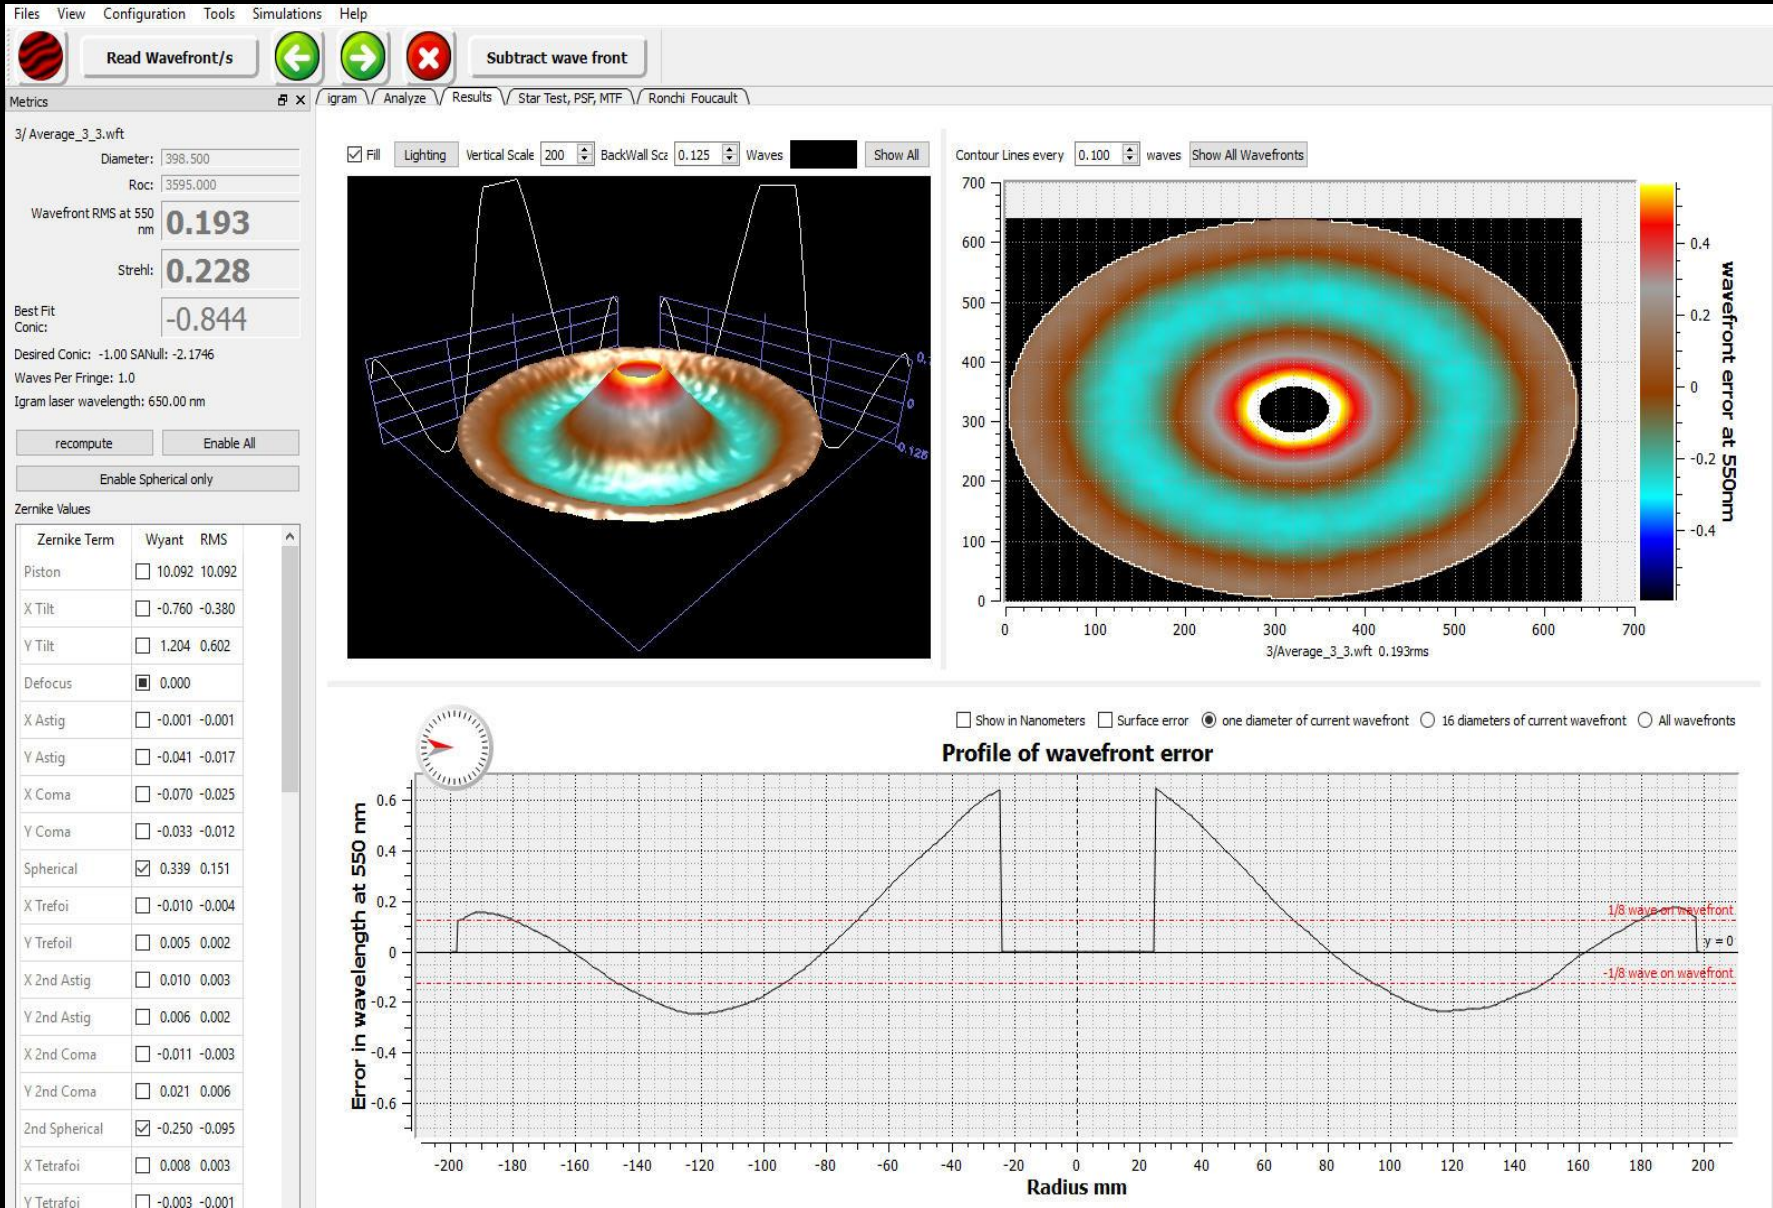 Files View Configuration Tools Simulations Help
Read Wavefront/s Subtract wave front
Metrics
igram Analyze Results Star Test, PSF, MTF Ronchi Foucault
3/ Average_3_3.wft
Diameter: 398.500
Roc: 3595.000
Wavefront RMS at 550
nm 0.193
Strehl: 0.228
Best Fit
Conic: -0.844
Desired Conic: -1.00 SANull: -2.1746
Waves Per Fringe: 1.0
Igram laser wavelength: 650.00 nm
recompute Enable All
Enable Spherical only
Zernike Values
Zernike Term Wyant RMS
Piston 10.092 10.092
X Tilt -0.760 -0.380
Y Tilt 1.204 0.602
Defocus 0.000
X Astig -0.001 -0.001
Y Astig -0.041 -0.017
X Coma -0.070 -0.025
Y Coma -0.033 -0.012
Spherical 0.339 0.151
X Trefoi -0.010 -0.004
Y Trefoil 0.005 0.002
X 2nd Astig 0.010 0.003
Y 2nd Astig 0.006 0.002
X 2nd Coma -0.011 -0.003
Y 2nd Coma 0.021 0.006
2nd Spherical -0.250 -0.095
X Tetrafoi 0.008 0.003
Y Tetrafoi -0.003 -0.001
Fill Lighting Vertical Scale 200 BackWall Sca 0.125 Waves Show All
0
-0.125
Contour Lines every 0.100 waves Show All Wavefronts
700
600
500
400
300
200
100
0
0 100 200 300 400 500 600 700
3/Average_3_3.wft 0.193rms
0.4
0.2
0
-0.2
-0.4
wavefront error at 550nm
Show in Nanometers Surface error one diameter of current wavefront 16 diameters of current wavefront All wavefronts
Profile of wavefront error
Error in wavelength at 550 nm
0.6
0.4
0.2
0
-0.2
-0.4
-0.6
1/8 wave on wavefront
y = 0
-1/8 wave on wavefront
-200 -180 -160 -140 -120 -100 -80 -60 -40 -20 0 20 40 60 80 100 120 140 160 180 200
Radius mm